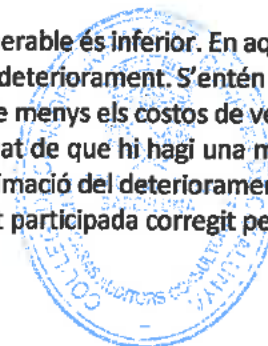 erable és inferior. En aq
deteriorament. S'entén
e menys els costos de ve
at de que hi hagi una m
imació del deterioramen
t participada corregit pe